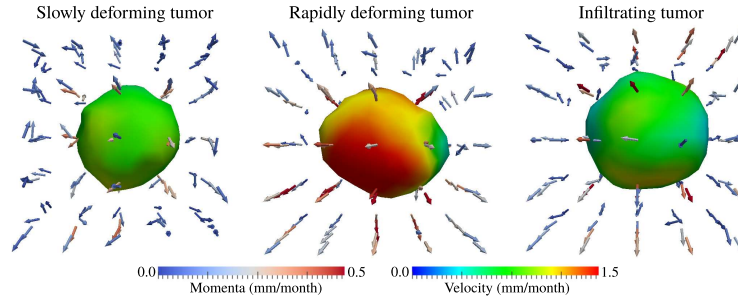 Slowly deforming tumor
Rapidly deforming tumor
Infiltrating tumor
0.0 0.5
Momenta (mm/month)
0.0 1.5
Velocity (mm/month)